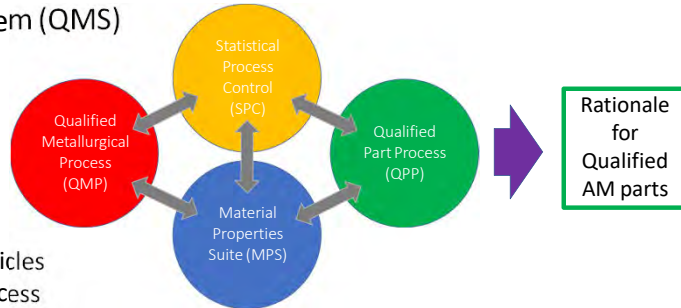 em (QMS)
Statistical
Process
Control
(SPC)
Qualified
Metallurgical
Process
(QMP)
Qualified
Part Process
(QPP)
Material
Properties
Suite (MPS)
Rationale
for
Qualified
AM parts
icles
cess